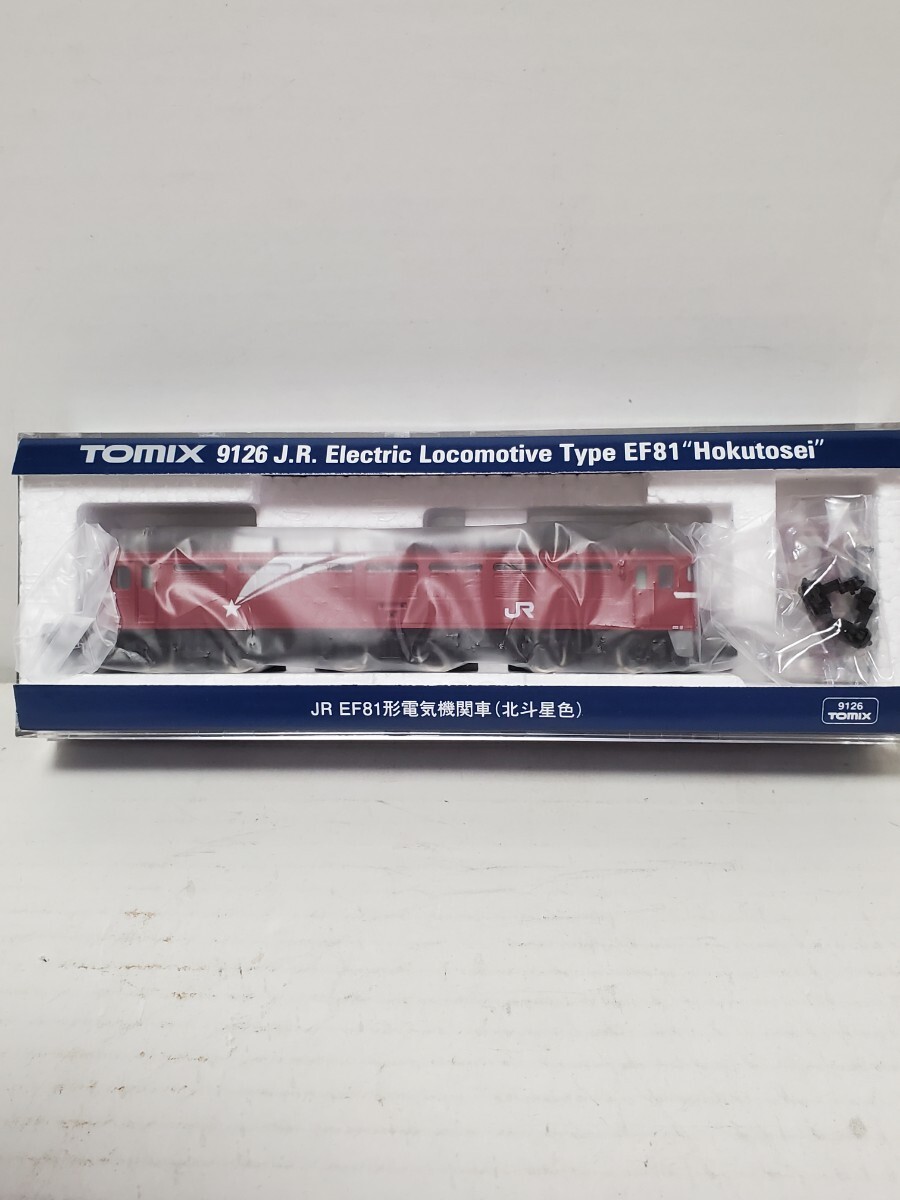 TOMIX 9126 J.R. Electric Locomotive Type EF81 "Hokutosei"
JR
JR EF81形電気機関車(北斗星色)
9126
TOMIX